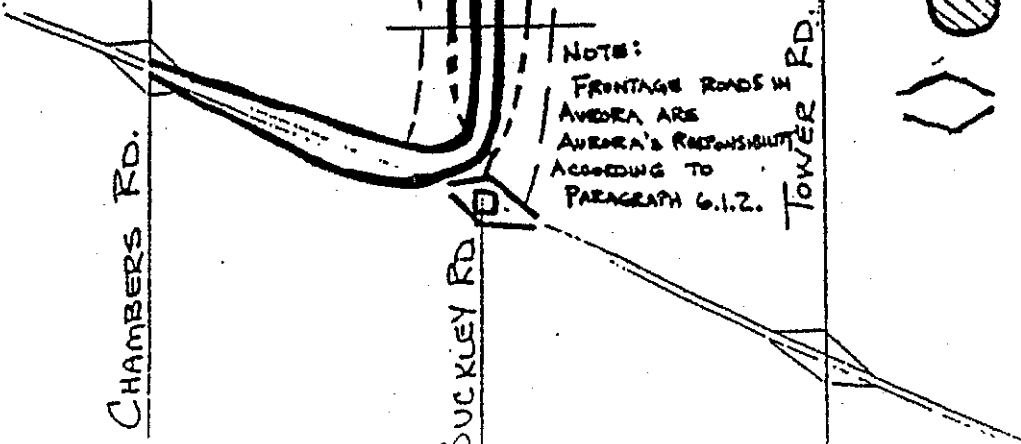 NOTE:
FRONTAGE ROADS IN
AURORA ARE
AURORA'S RESPONSIBILITY
ACCORDING TO
PARAGRAPH 6.1.2.
TOWER RD.
CHAMBERS RD.
BUCKLEY RD
D